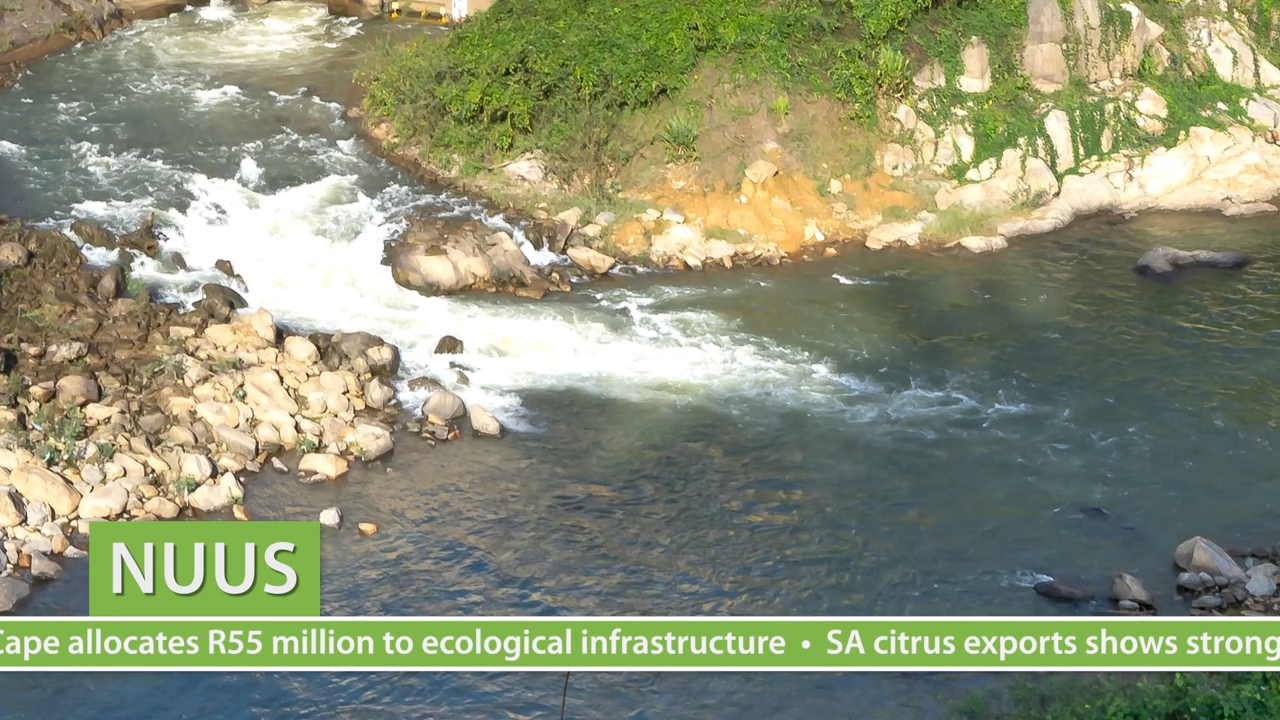 NUUS
Cape allocates R55 million to ecological infrastructure • SA citrus exports shows strong